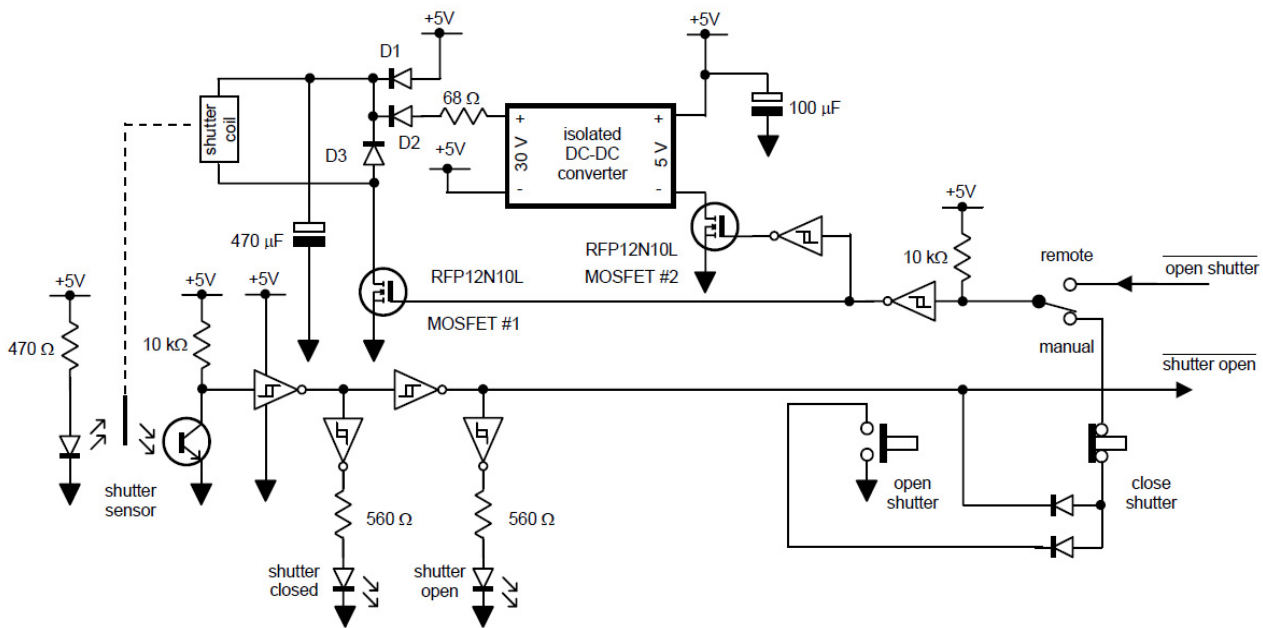 +5V
+5V
D1
shutter
coil
68 Ω
D2
+5V
D3
+
30 V
-
isolated
DC-DC
converter
+
5 V
-
100 μF
470 μF
RFP12N10L
MOSFET #1
RFP12N10L
MOSFET #2
+5V
10 kΩ
remote
open shutter
manual
shutter open
+5V
470 Ω
+5V
10 kΩ
+5V
shutter
sensor
560 Ω
560 Ω
shutter
closed
shutter
open
open
shutter
close
shutter